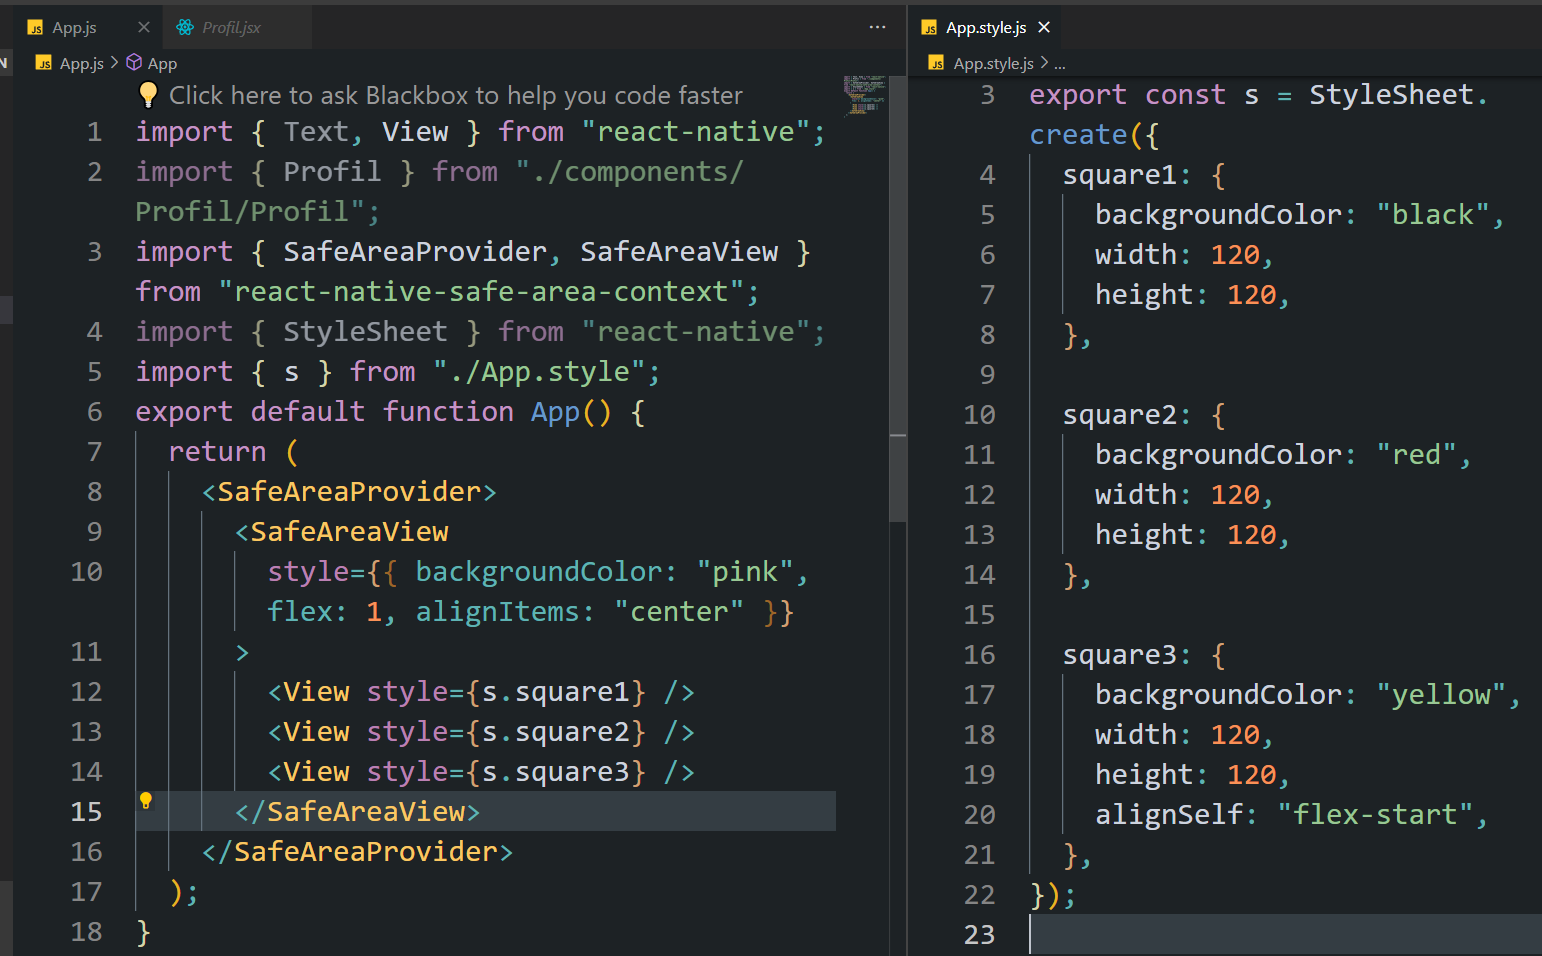 App.js
Profil.jsx
...
App.style.js
N
App.js > App
App.style.js > ...
Click here to ask Blackbox to help you code faster
1 import { Text, View } from "react-native";
2 import { Profil } from "./components/
Profil/Profil";
3 import { SafeAreaProvider, SafeAreaView }
from "react-native-safe-area-context";
4 import { StyleSheet } from "react-native";
5 import { s } from "./App.style";
6 export default function App() {
7 return (
8 <SafeAreaProvider>
9 <SafeAreaView
10 style={{ backgroundColor: "pink",
flex: 1, alignItems: "center" }}
11 >
12 <View style={s.square1} />
13 <View style={s.square2} />
14 <View style={s.square3} />
15 </SafeAreaView>
16 </SafeAreaProvider>
17 );
18 }
3 export const s = StyleSheet.
create({
4 square1: {
5 backgroundColor: "black",
6 width: 120,
7 height: 120,
8 },
9
10 square2: {
11 backgroundColor: "red",
12 width: 120,
13 height: 120,
14 },
15
16 square3: {
17 backgroundColor: "yellow",
18 width: 120,
19 height: 120,
20 alignSelf: "flex-start",
21 },
22 });
23